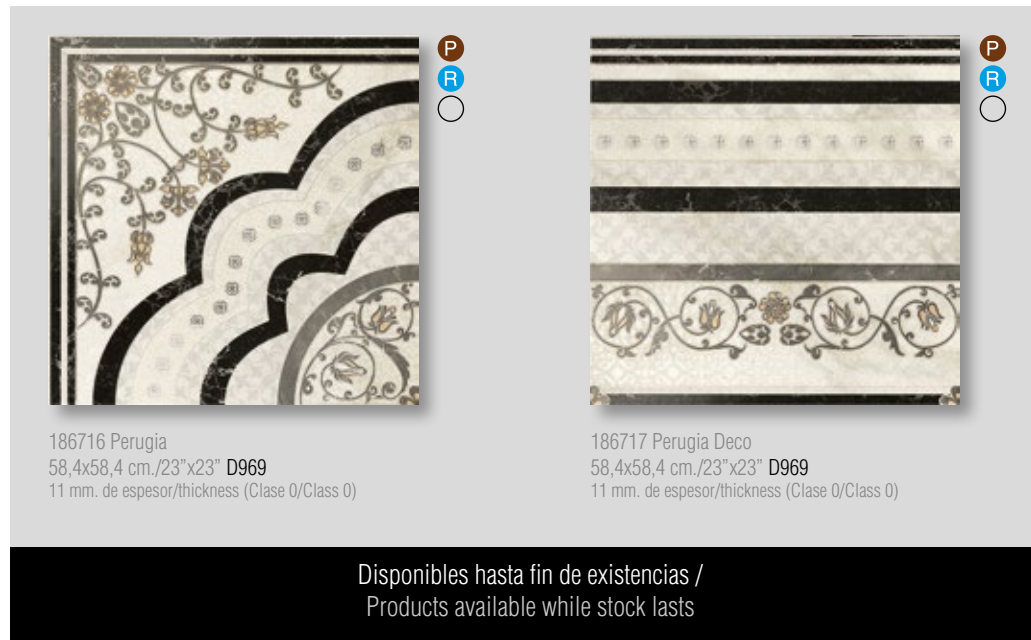 P
R
186716 Perugia
58,4x58,4 cm./23”x23” D969
11 mm. de espesor/thickness (Clase 0/Class 0)
P
R
186717 Perugia Deco
58,4x58,4 cm./23”x23” D969
11 mm. de espesor/thickness (Clase 0/Class 0)
Disponibles hasta fin de existencias /
Products available while stock lasts